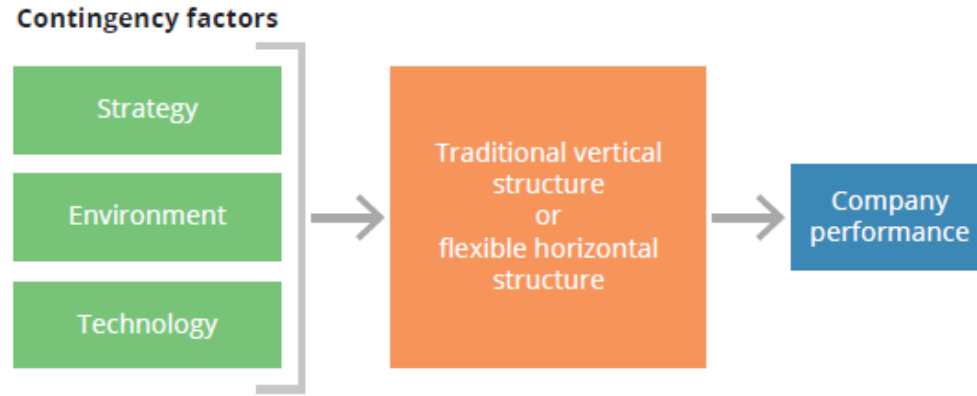 Contingency factors
Strategy
Environment
Technology
Traditional vertical
structure
or
flexible horizontal
structure
Company
performance